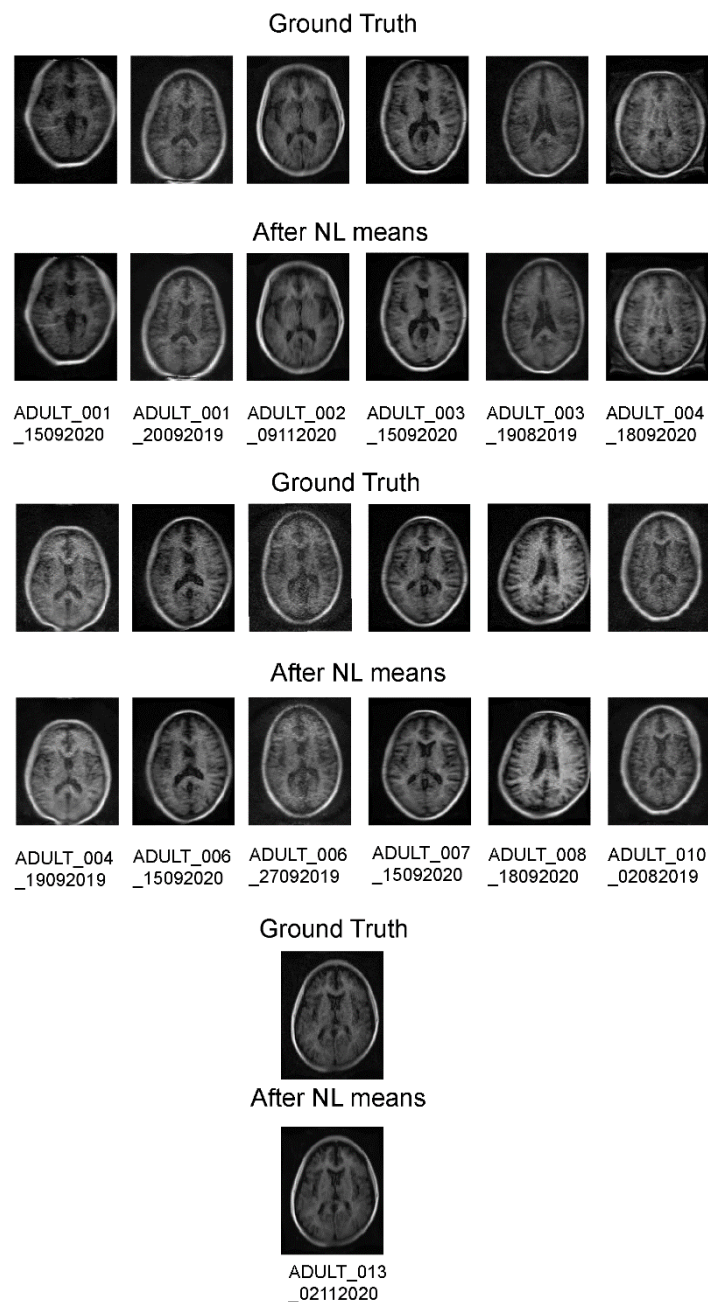 Ground Truth
After NL means
ADULT_001 ADULT_001 ADULT_002 ADULT_003 ADULT_003 ADULT_004
_15092020 _20092019 _09112020 _15092020 _19082019 _18092020
Ground Truth
After NL means
ADULT_004 ADULT_006 ADULT_006 ADULT_007 ADULT_008 ADULT_010
_19092019 _15092020 _27092019 _15092020 _18092020 _02082019
Ground Truth
After NL means
ADULT_013
_02112020